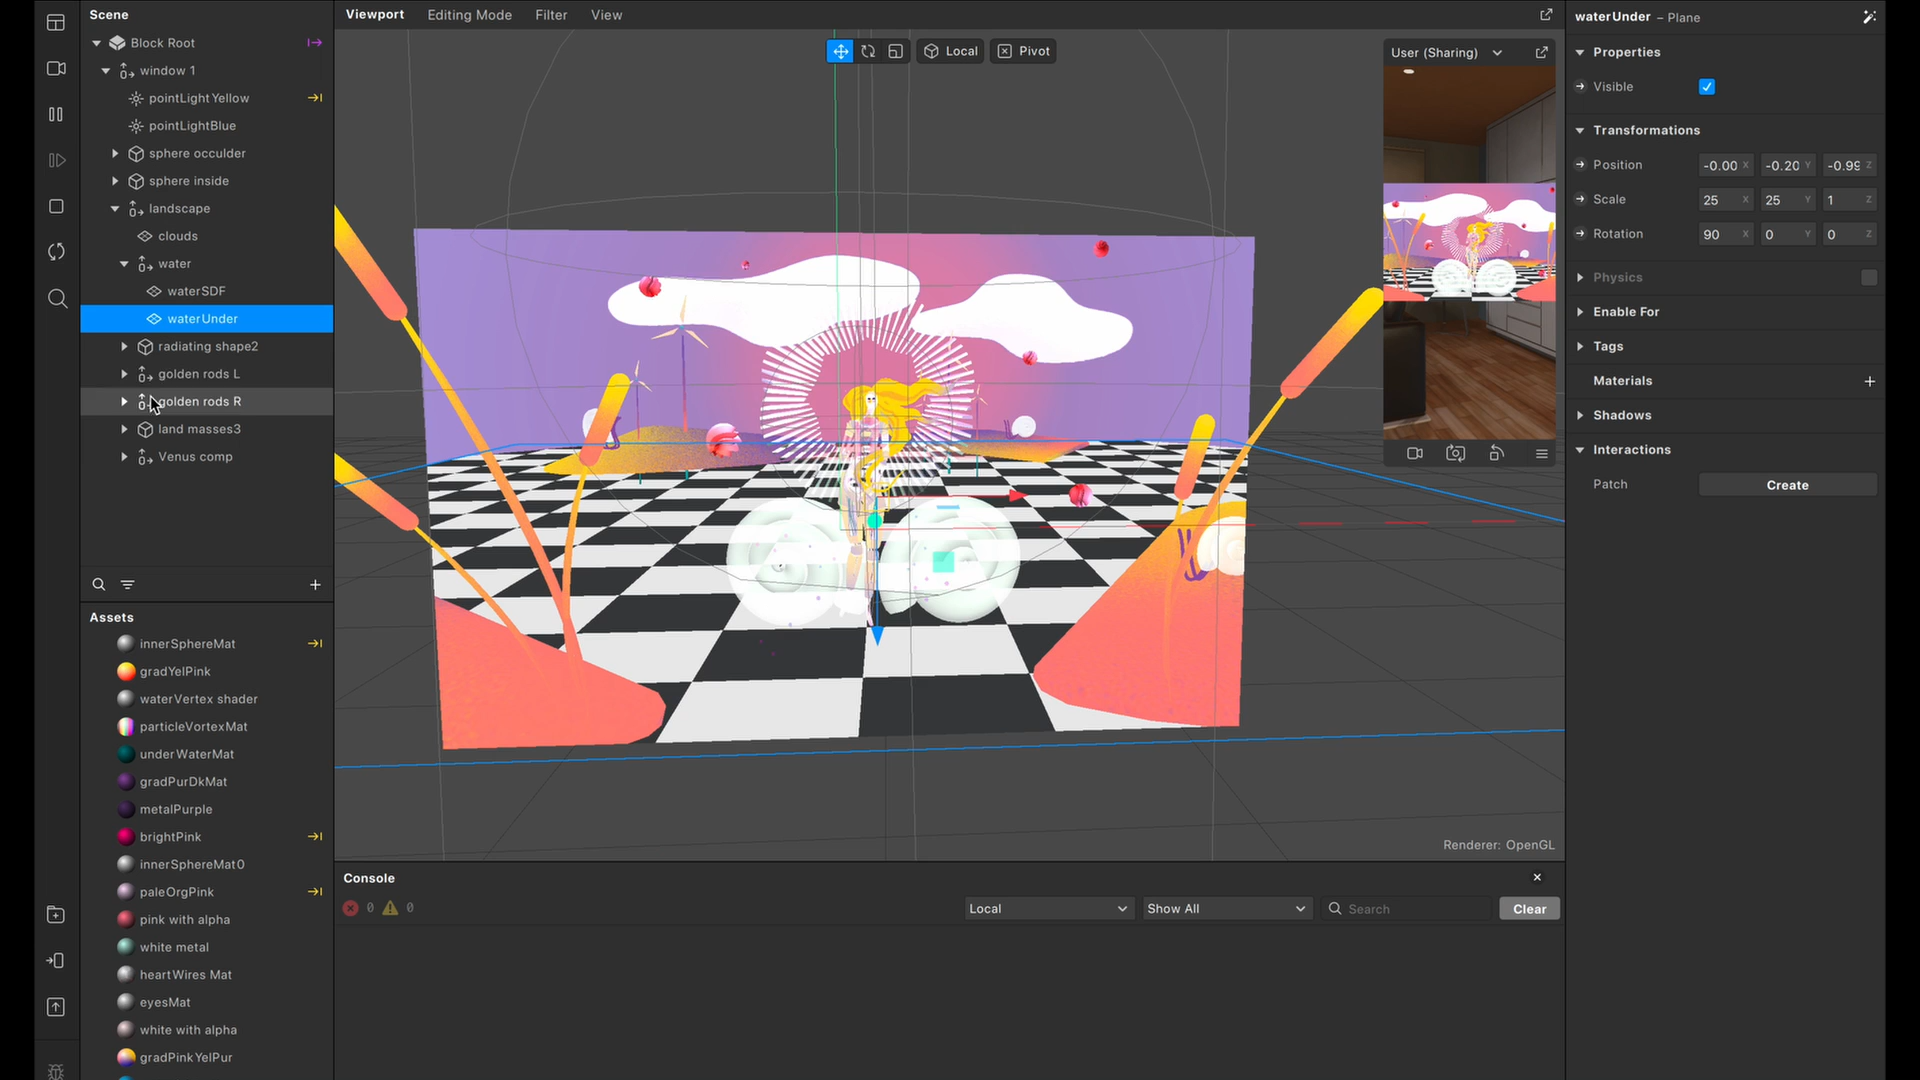 Scene
Block Root
window 1
pointLightYellow
pointLightBlue
sphere occulder
sphere inside
landscape
clouds
water
waterSDF
waterUnder
radiating shape2
golden rods L
golden rods R
land masses3
Venus comp
Assets
innerSphereMat
gradYelPink
waterVertex shader
particleVortexMat
underWaterMat
gradPurDkMat
metalPurple
brightPink
innerSphereMat0
paleOrgPink
pink with alpha
white metal
heartWires Mat
eyesMat
white with alpha
gradPinkYelPur
Viewport Editing Mode Filter View
Local Pivot
User (Sharing)
Renderer: OpenGL
Console
0 0
Local Show All Search Clear
waterUnder – Plane
Properties
Visible
Transformations
Position -0.00 X -0.20 Y -0.99 Z
Scale 25 X 25 Y 1 Z
Rotation 90 X 0 Y 0 Z
Physics
Enable For
Tags
Materials
Shadows
Interactions
Patch Create